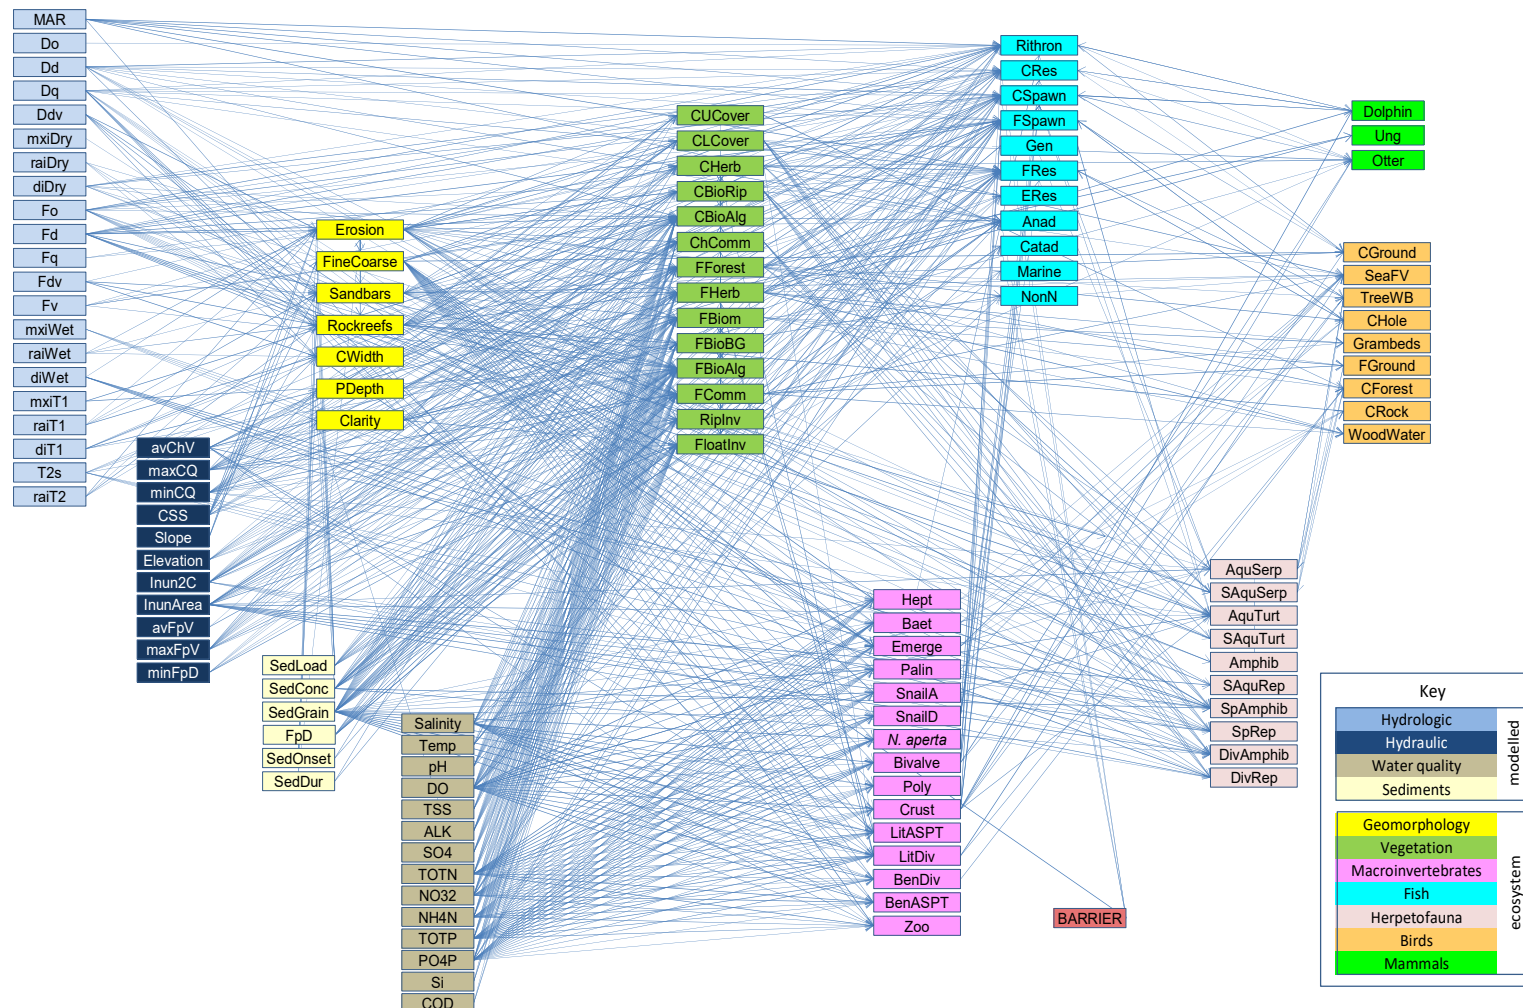 MAR
Do
Dd
Dq
Ddv
mxiDry
raiDry
diDry
Fo
Fd
Fq
Fdv
Fv
mxiWet
raiWet
diWet
mxiT1
raiT1
diT1
T2s
raiT2
avChV
maxCQ
minCQ
CSS
Slope
Elevation
Inun2C
InunArea
avFpV
maxFpV
minFpD
Erosion
FineCoarse
Sandbars
Rockreefs
CWidth
PDepth
Clarity
SedLoad
SedConc
SedGrain
FpD
SedOnset
SedDur
Salinity
Temp
pH
DO
TSS
ALK
SO4
TOTN
NO32
NH4N
TOTP
PO4P
Si
COD
CUCover
CLCover
CHerb
CBioRip
CBioAlg
ChComm
FForest
FHerb
FBiom
FBioBG
FBioAlg
FComm
RipInv
FloatInv
Hept
Baet
Emerge
Palin
SnailA
SnailD
N. aperta
Bivalve
Poly
Crust
LitASPT
LitDiv
BenDiv
BenASPT
Zoo
Rithron
CRes
CSpawn
FSpawn
Gen
FRes
ERes
Anad
Catad
Marine
NonN
BARRIER
AquSerp
SAquSerp
AquTurt
SAquTurt
Amphib
SAquRep
SpAmphib
SpRep
DivAmphib
DivRep
Dolphin
Ung
Otter
CGround
SeaFV
TreeWB
CHole
Grambeds
FGround
CForest
CRock
WoodWater
Key
Hydrologic
Hydraulic
Water quality
Sediments
modelled
Geomorphology
Vegetation
Macroinvertebrates
Fish
Herpetofauna
Birds
Mammals
ecosystem